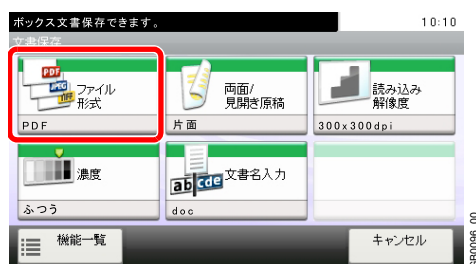 ボックス文書保存できます。
10:10
文書保存
PDF
JPEG
TIFF
ファイル
形式
PDF
両面/
見開き原稿
片面
読み込み
解像度
300x300dpi
濃度
ふつう
abcde
文書名入力
doc
機能一覧
キャンセル